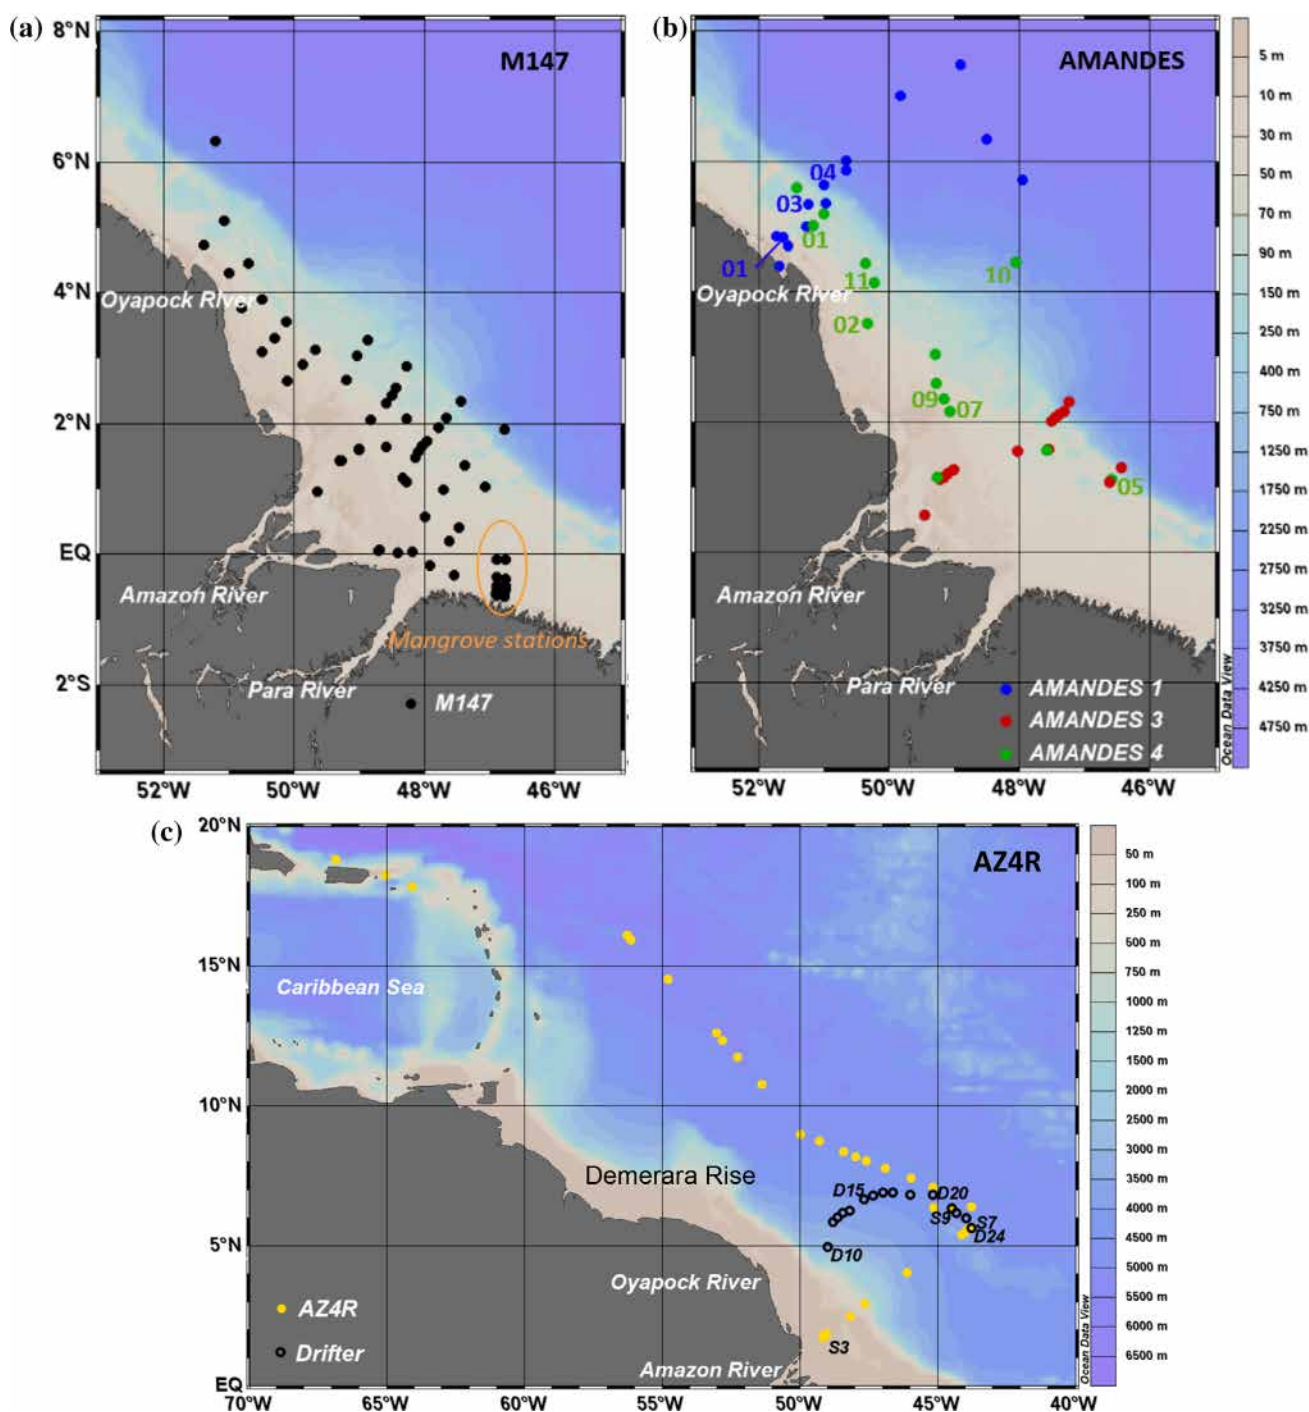 (a)
M147
8°N
6°N
4°N
2°N
EQ
2°S
Oyapock River
Amazon River
Mangrove stations
Para River
M147
52°W 50°W 48°W 46°W
(b)
AMANDES
04
03
01
01
11
10
02
09
07
05
Oyapock River
Amazon River
Para River
AMANDES 1
AMANDES 3
AMANDES 4
52°W 50°W 48°W 46°W
Ocean Data View
5 m
10 m
30 m
50 m
70 m
90 m
150 m
250 m
400 m
750 m
1250 m
1750 m
2250 m
2750 m
3250 m
3750 m
4250 m
4750 m
(c)
AZ4R
20°N
15°N
10°N
5°N
EQ
Caribbean Sea
Demerara Rise
D15
D20
S9
S7
D24
D10
Oyapock River
S3
Amazon River
AZ4R
Drifter
70°W 65°W 60°W 55°W 50°W 45°W 40°W
Ocean Data View
50 m
100 m
250 m
500 m
750 m
1000 m
1250 m
1500 m
2000 m
2500 m
3000 m
3500 m
4000 m
4500 m
5000 m
5500 m
6000 m
6500 m